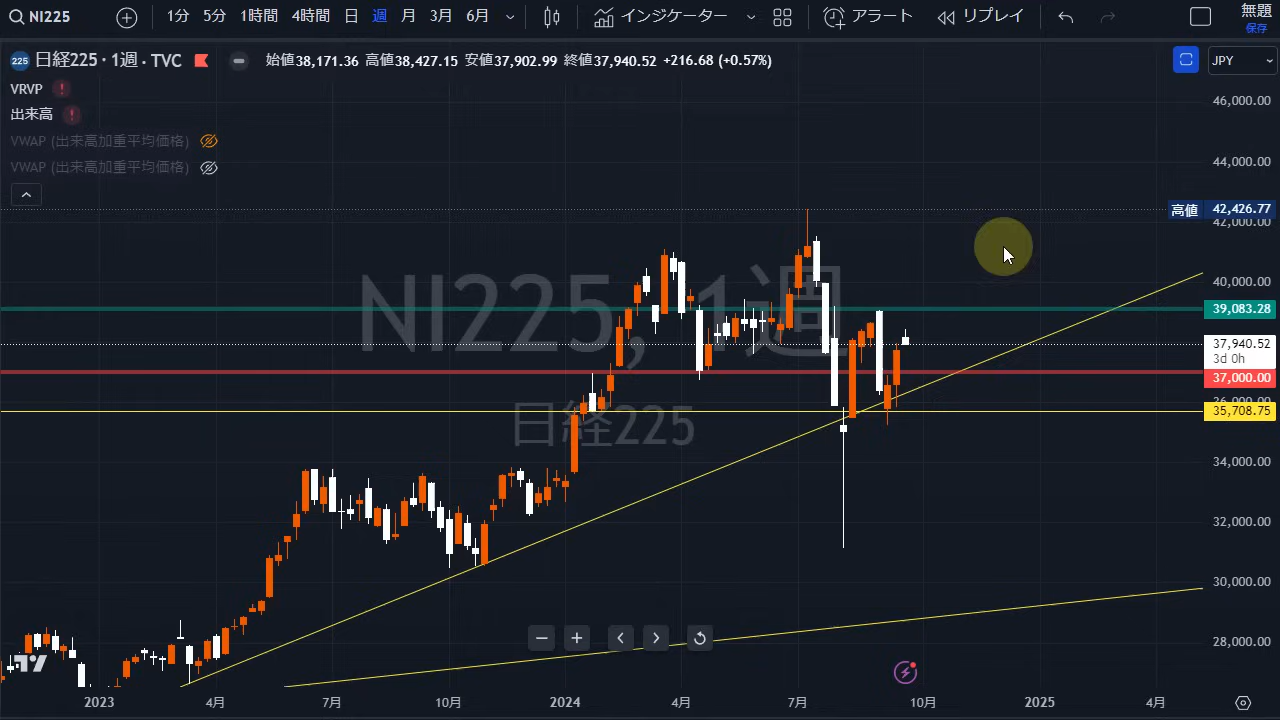 NI225 1分 5分 1時間 4時間 日 週 月 3月 6月 インジケーター アラート リプレイ 無題
保存
225 日経225・1週・TVC 始値38,171.36 高値38,427.15 安値37,902.99 終値37,940.52 +216.68 (+0.57%) JPY
VRVP
出来高
VWAP (出来高加重平均価格)
VWAP (出来高加重平均価格)
46,000.00
44,000.00
高値 42,426.77
42,000.00
40,000.00
39,083.28
37,940.52
3d 0h
37,000.00
36,000.00
35,708.75
34,000.00
32,000.00
30,000.00
28,000.00
NI225, 1週
日経225
2023 4月 7月 10月 2024 4月 7月 10月 2025 4月